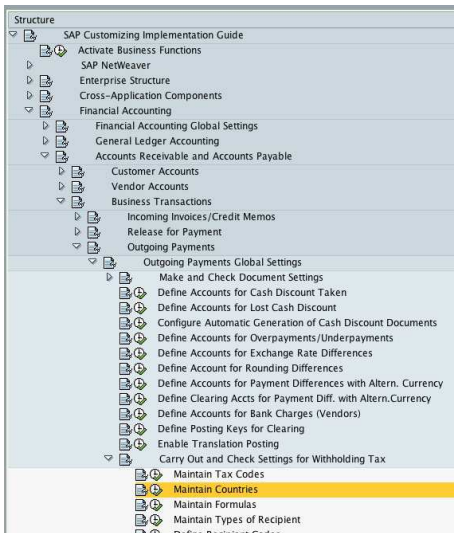 Structure
SAP Customizing Implementation Guide
Activate Business Functions
SAP NetWeaver
Enterprise Structure
Cross-Application Components
Financial Accounting
Financial Accounting Global Settings
General Ledger Accounting
Accounts Receivable and Accounts Payable
Customer Accounts
Vendor Accounts
Business Transactions
Incoming Invoices/Credit Memos
Release for Payment
Outgoing Payments
Outgoing Payments Global Settings
Make and Check Document Settings
Define Accounts for Cash Discount Taken
Define Accounts for Lost Cash Discount
Configure Automatic Generation of Cash Discount Documents
Define Accounts for Overpayments/Underpayments
Define Accounts for Exchange Rate Differences
Define Account for Rounding Differences
Define Accounts for Payment Differences with Altern. Currency
Define Clearing Accts for Payment Diff. with Altern.Currency
Define Accounts for Bank Charges (Vendors)
Define Posting Keys for Clearing
Enable Translation Posting
Carry Out and Check Settings for Withholding Tax
Maintain Tax Codes
Maintain Countries
Maintain Formulas
Maintain Types of Recipient
Define Recipient Codes